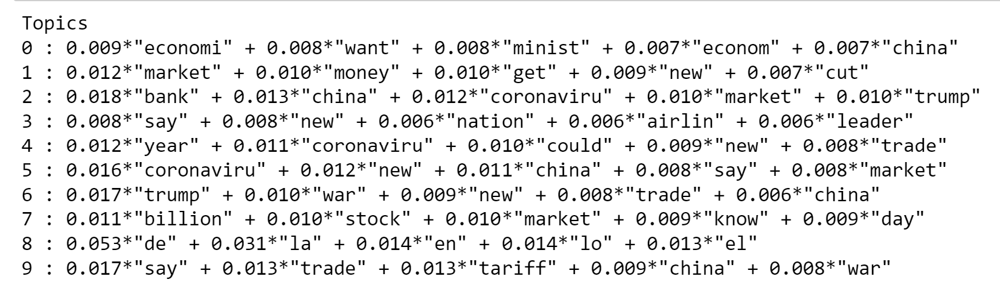 Topics
0 : 0.009*"economi" + 0.008*"want" + 0.008*"minist" + 0.007*"econom" + 0.007*"china"
1 : 0.012*"market" + 0.010*"money" + 0.010*"get" + 0.009*"new" + 0.007*"cut"
2 : 0.018*"bank" + 0.013*"china" + 0.012*"coronaviru" + 0.010*"market" + 0.010*"trump"
3 : 0.008*"say" + 0.008*"new" + 0.006*"nation" + 0.006*"airlin" + 0.006*"leader"
4 : 0.012*"year" + 0.011*"coronaviru" + 0.010*"could" + 0.009*"new" + 0.008*"trade"
5 : 0.016*"coronaviru" + 0.012*"new" + 0.011*"china" + 0.008*"say" + 0.008*"market"
6 : 0.017*"trump" + 0.010*"war" + 0.009*"new" + 0.008*"trade" + 0.006*"china"
7 : 0.011*"billion" + 0.010*"stock" + 0.010*"market" + 0.009*"know" + 0.009*"day"
8 : 0.053*"de" + 0.031*"la" + 0.014*"en" + 0.014*"lo" + 0.013*"el"
9 : 0.017*"say" + 0.013*"trade" + 0.013*"tariff" + 0.009*"china" + 0.008*"war"